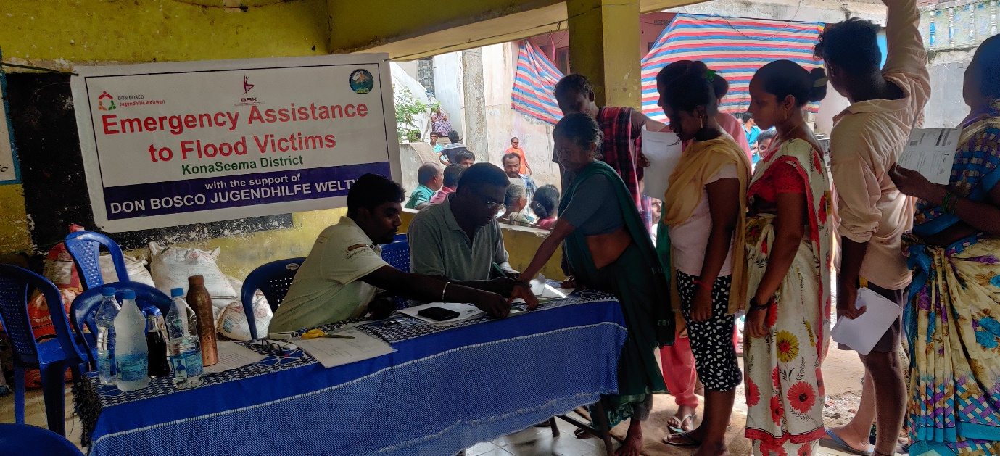 DON BOSCO
Jugendhilfe Weltweit
BSK
Emergency Assistance
to Flood Victims
KonaSeema District
with the support of
DON BOSCO JUGENDHILFE WELTW